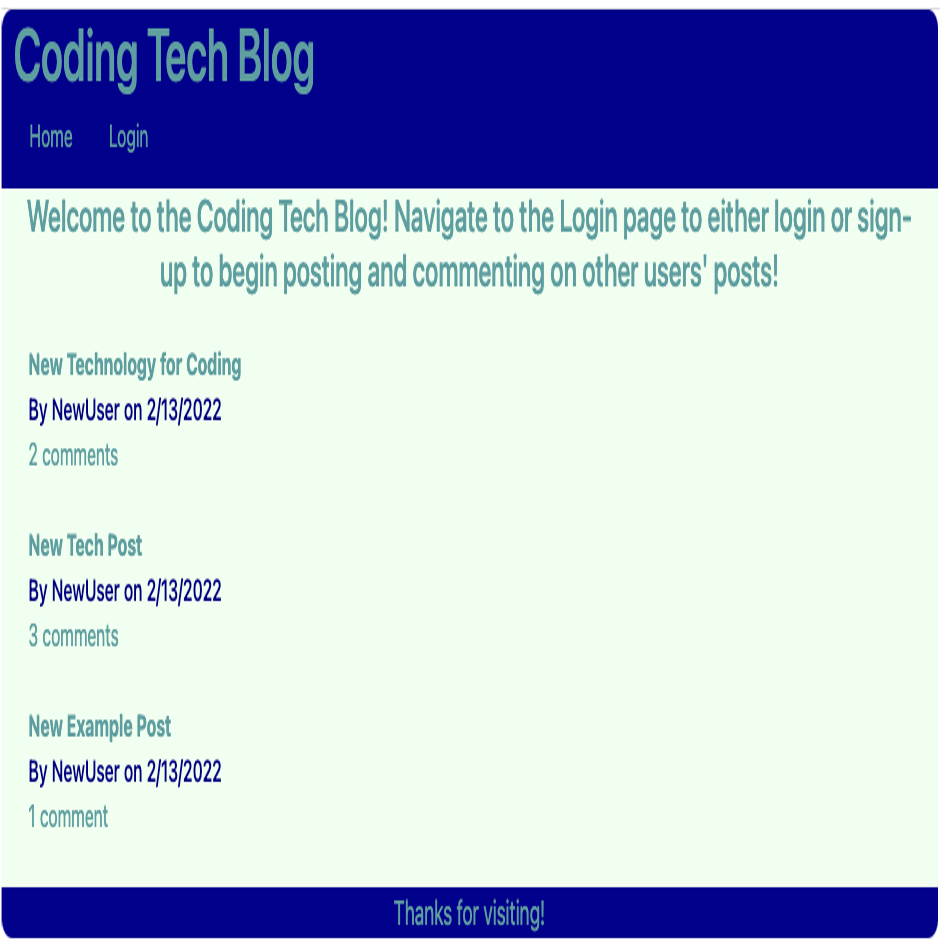 Coding Tech Blog
Home Login
Welcome to the Coding Tech Blog! Navigate to the Login page to either login or sign-
up to begin posting and commenting on other users' posts!
New Technology for Coding
By NewUser on 2/13/2022
2 comments
New Tech Post
By NewUser on 2/13/2022
3 comments
New Example Post
By NewUser on 2/13/2022
1 comment
Thanks for visiting!